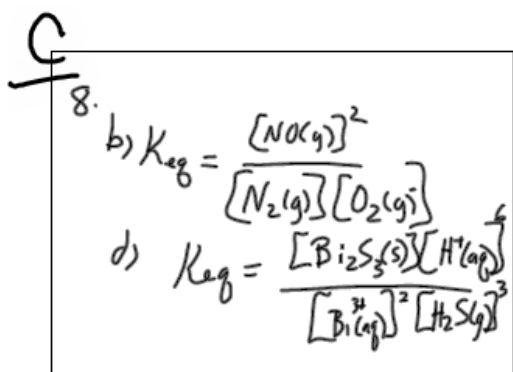 C
8.
b) Keq = [NO(g)]²
[N₂(g)][O₂(g)]
d) Keq = [Bi₂S₃(s)][H⁺(aq)]⁶
[Bi³⁺(aq)]²[H₂S(g)]³